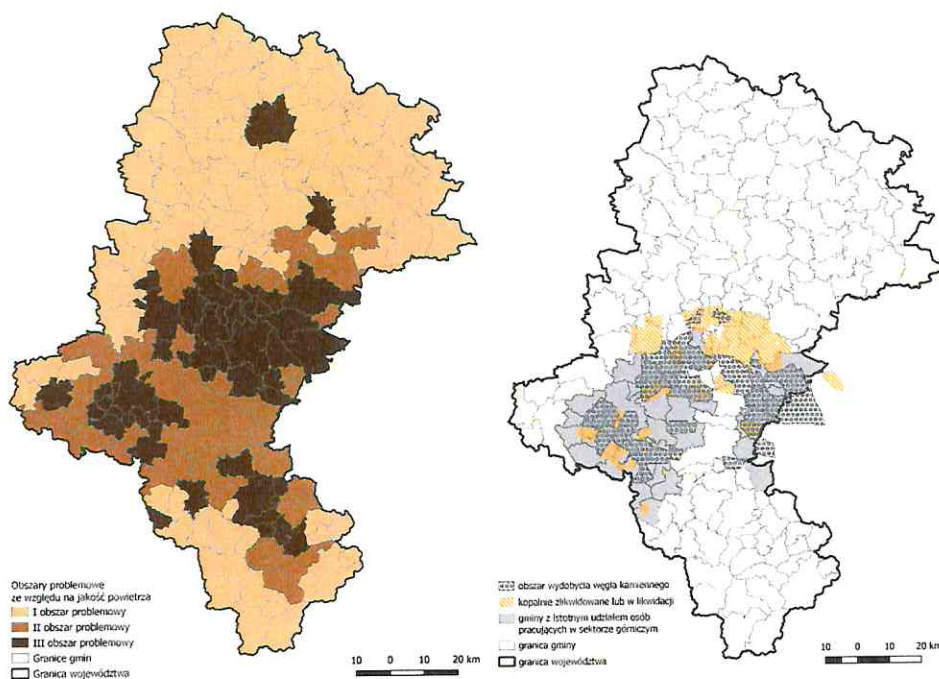 Obszary problemowe
ze względu na jakość powietrza
I obszar problemowy
II obszar problemowy
III obszar problemowy
Granice gmin
Granica województwa
10 0 10 20 km
obszar wydobycia węgla kamiennego
kopalnie zlikwidowane lub w likwidacji
gminy z istotnym udziałem osób
pracujących w sektorze górniczym
granica gminy
granica województwa
10 0 10 20 km